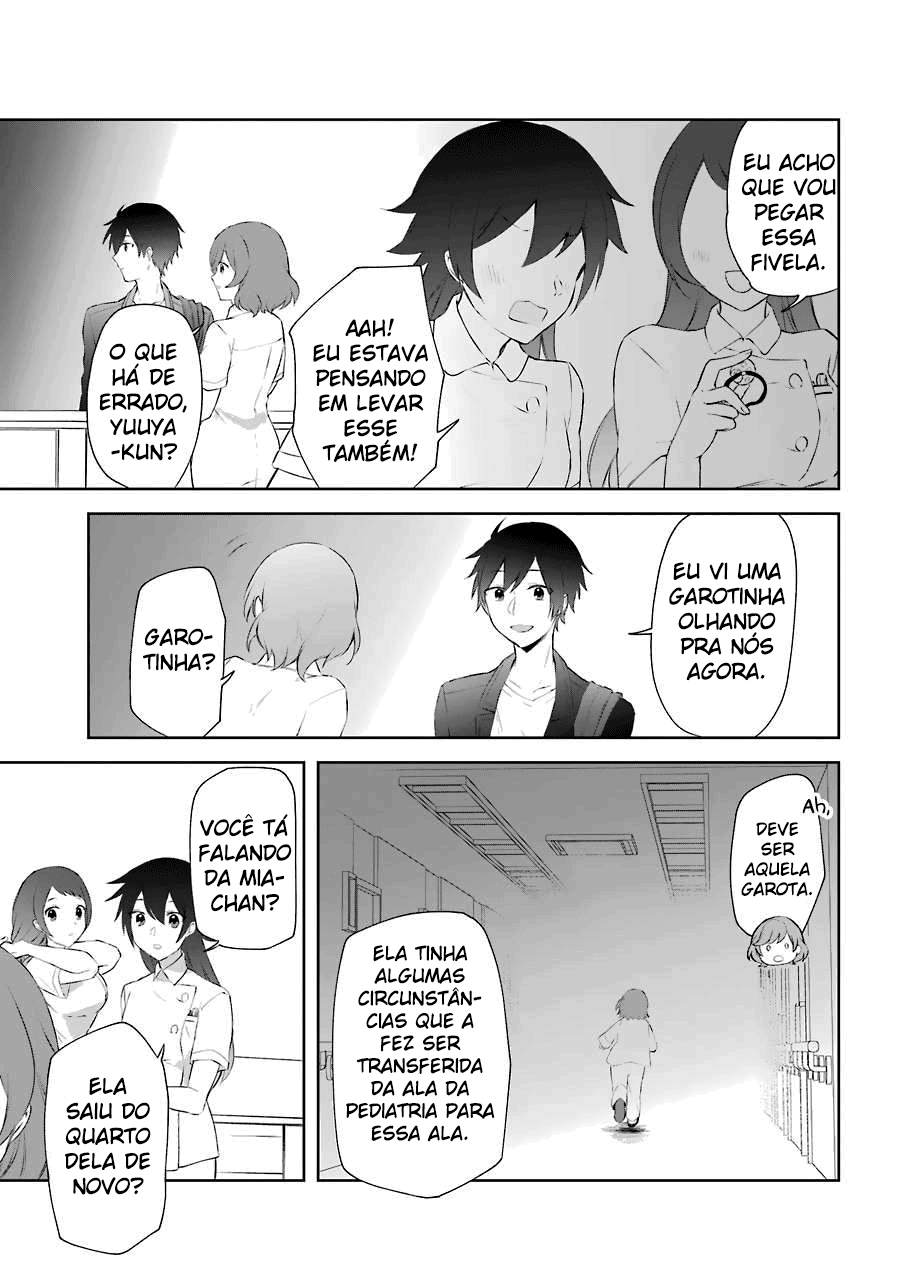 EU ACHO
QUE VOU
PEGAR
ESSA
FIVELA.
AAH!
EU ESTAVA
PENSANDO
EM LEVAR
ESSE
TAMBÉM!
O QUE
HÁ DE
ERRADO,
YUUYA
-KUN?
EU VI UMA
GAROTINHA
OLHANDO
PRA NÓS
AGORA.
GARO-
TINHA?
Ah,
DEVE
SER
AQUELA
GAROTA.
ELA TINHA
ALGUMAS
CIRCUNSTÂN-
CIAS QUE A
FEZ SER
TRANSFERIDA
DA ALA DA
PEDIATRIA PARA
ESSA ALA.
VOCÊ TÁ
FALANDO
DA MIA-
CHAN?
ELA
SAIU DO
QUARTO
DELA DE
NOVO?